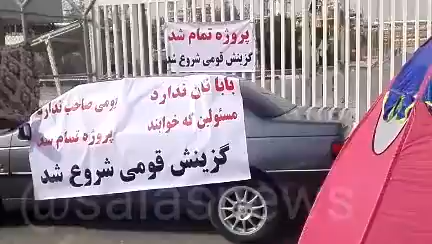 پروژه تمام شد
گزینش قومی شروع شد
بابا نان ندارد
بومی صاحب ندارد
مسئولین که خوابند
پروژه تمام شد
گزینش قومی شروع شد
@salasnews